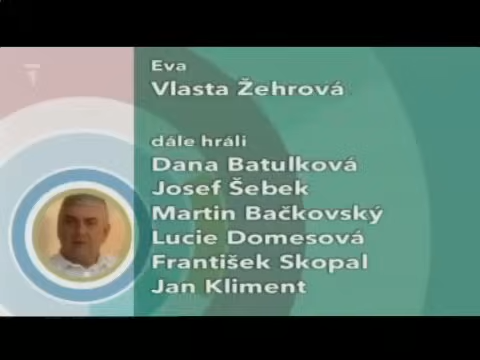 Eva
Vlasta Žehrová
dále hráli
Dana Batulková
Josef Šebek
Martin Bačkovský
Lucie Domesová
František Skopal
Jan Kliment